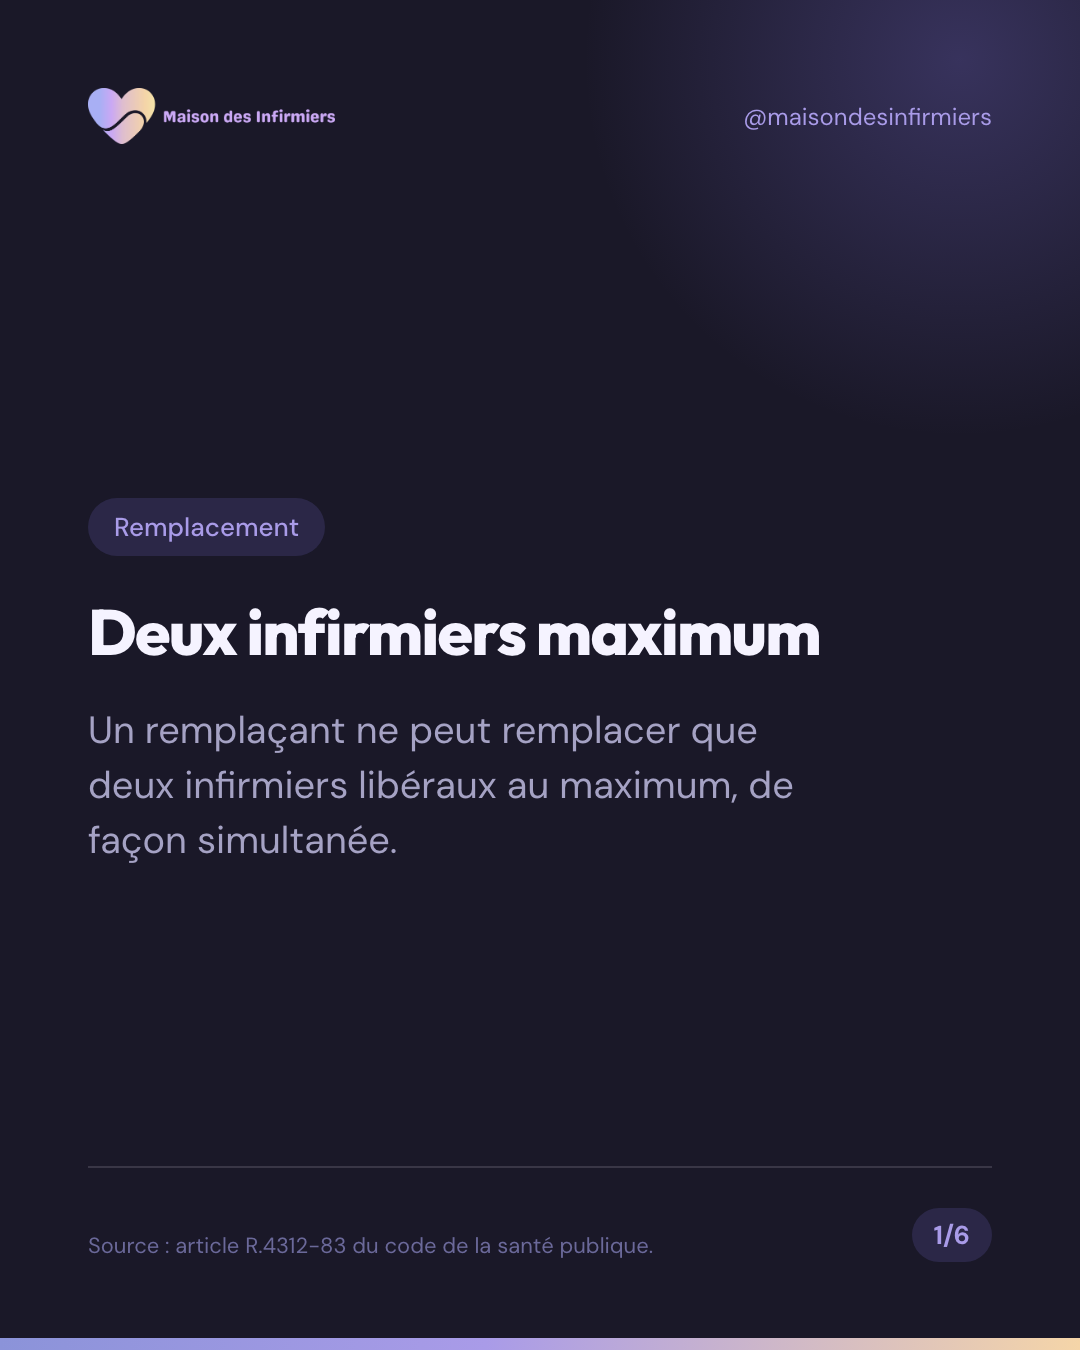 Maison des Infirmiers
@maisondesinfirmiers
Remplacement
Deux infirmiers maximum
Un remplaçant ne peut remplacer que
deux infirmiers libéraux au maximum, de
façon simultanée.
Source : article R.4312-83 du code de la santé publique.
1/6